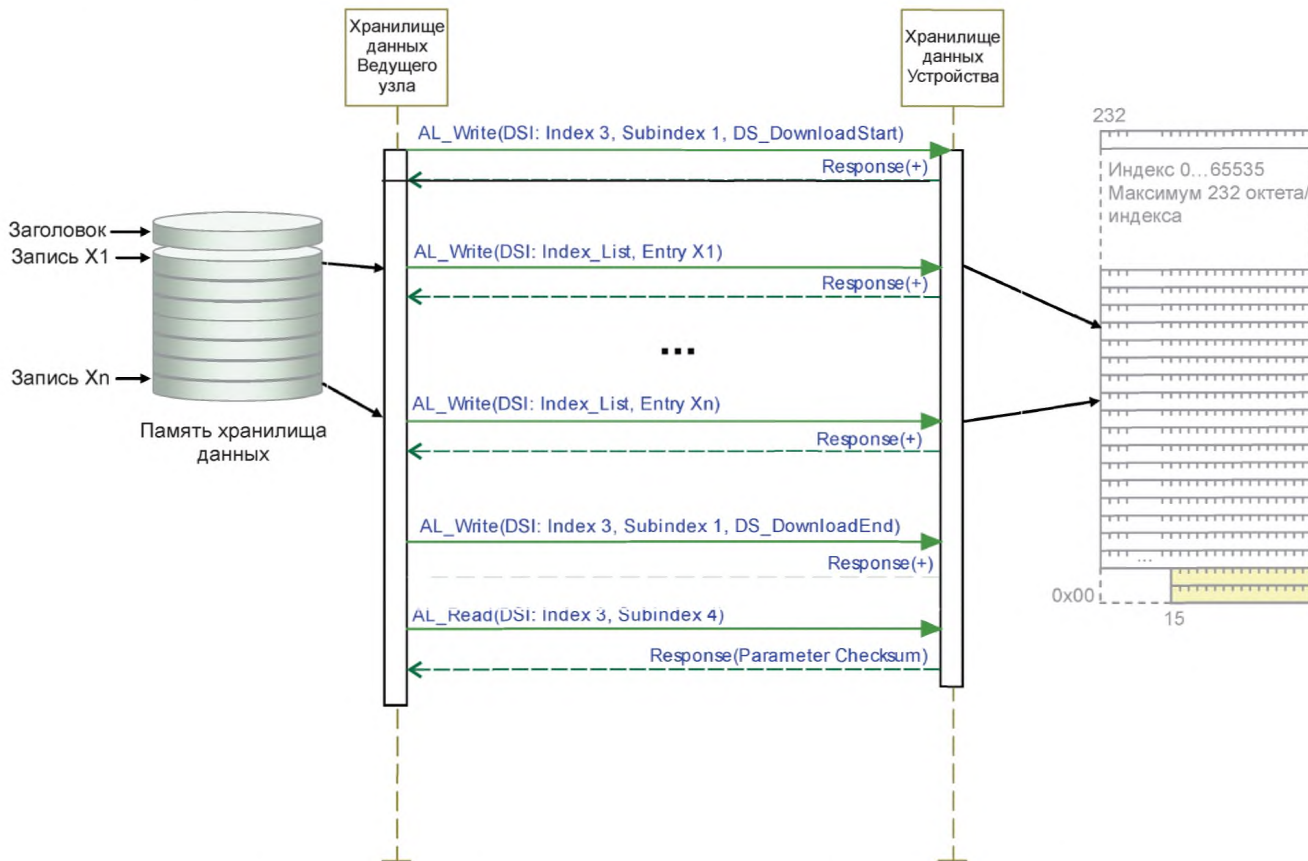 Хранилище
данных
Ведущего
узла
Хранилище
данных
Устройства
AL_Write(DSI: Index 3, Subindex 1, DS_DownloadStart)
Response(+)
232
Индекс 0...65535
Максимум 232 октета/
индекса
Заголовок
Запись X1
AL_Write(DSI: Index_List, Entry X1)
Response(+)
...
Запись Xn
AL_Write(DSI: Index_List, Entry Xn)
Response(+)
Память хранилища
данных
AL_Write(DSI: Index 3, Subindex 1, DS_DownloadEnd)
Response(+)
...
0x00
15
AL_Read(DSI: Index 3, Subindex 4)
Response(Parameter Checksum)